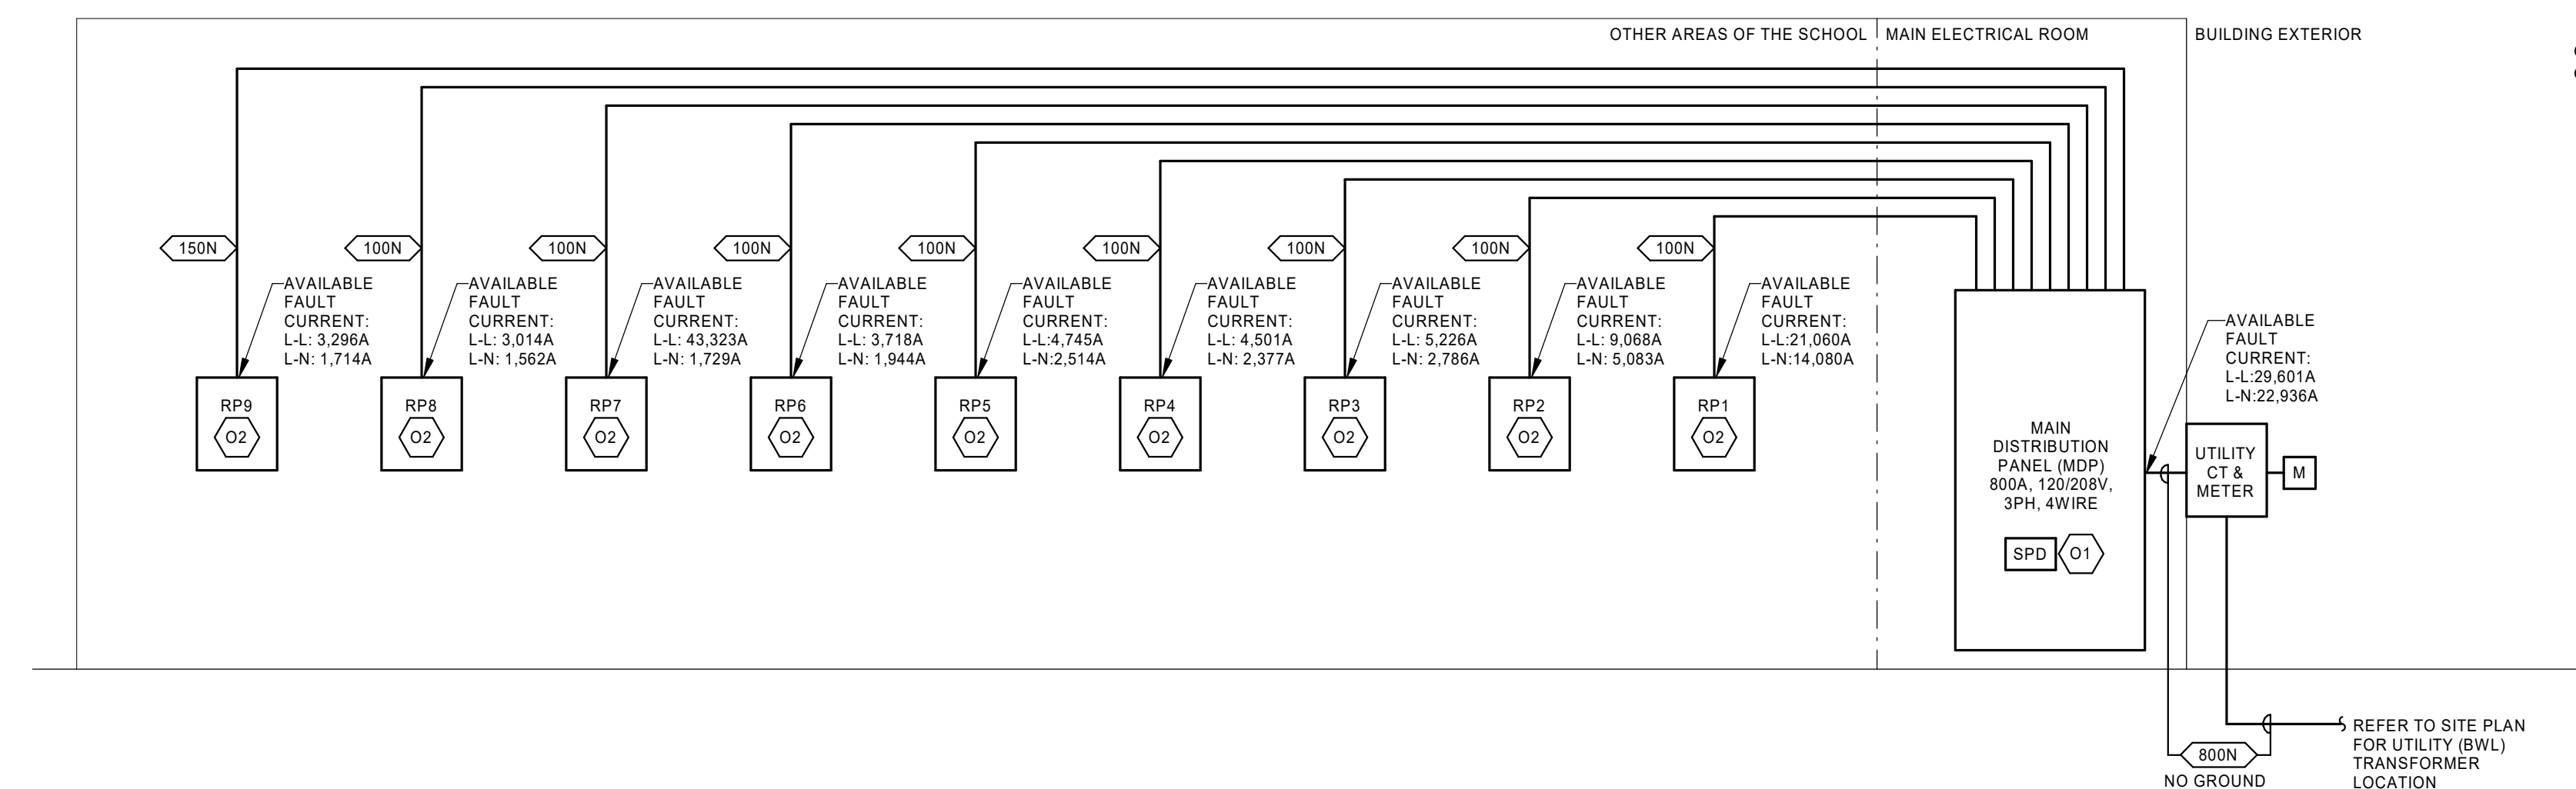 OTHER AREAS OF THE SCHOOL
MAIN ELECTRICAL ROOM
BUILDING EXTERIOR
150N
100N
100N
100N
100N
100N
100N
100N
100N
AVAILABLE
FAULT
CURRENT:
L-L: 3,296A
L-N: 1,714A
AVAILABLE
FAULT
CURRENT:
L-L: 3,014A
L-N: 1,562A
AVAILABLE
FAULT
CURRENT:
L-L: 43,323A
L-N: 1,729A
AVAILABLE
FAULT
CURRENT:
L-L: 3,718A
L-N: 1,944A
AVAILABLE
FAULT
CURRENT:
L-L:4,745A
L-N:2,514A
AVAILABLE
FAULT
CURRENT:
L-L: 4,501A
L-N: 2,377A
AVAILABLE
FAULT
CURRENT:
L-L: 5,226A
L-N: 2,786A
AVAILABLE
FAULT
CURRENT:
L-L: 9,068A
L-N: 5,083A
AVAILABLE
FAULT
CURRENT:
L-L:21,060A
L-N:14,080A
AVAILABLE
FAULT
CURRENT:
L-L:29,601A
L-N:22,936A
RP9
O2
RP8
O2
RP7
O2
RP6
O2
RP5
O2
RP4
O2
RP3
O2
RP2
O2
RP1
O2
MAIN
DISTRIBUTION
PANEL (MDP)
800A, 120/208V,
3PH, 4WIRE
SPD
O1
UTILITY
CT &
METER
M
800N
NO GROUND
REFER TO SITE PLAN
FOR UTILITY (BWL)
TRANSFORMER
LOCATION